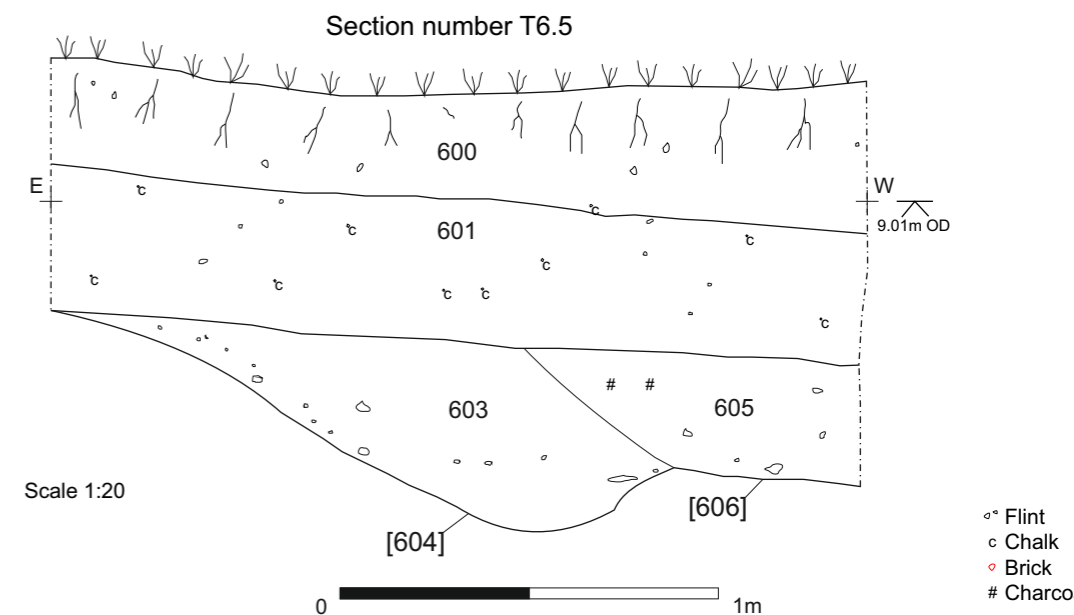 Section number T6.5
600
E
W
601
9.01m OD
c
c
c
c
c
c
c
c
c
c
# #
603
605
Scale 1:20
[606]
[604]
Flint
c Chalk
Brick
# Charco
0
1m